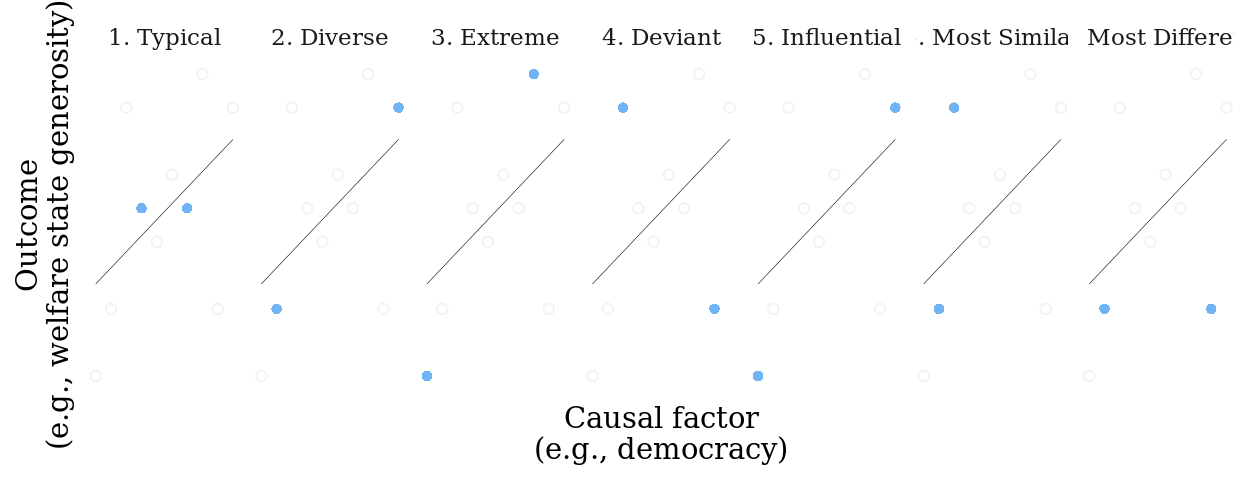 1. Typical
2. Diverse
3. Extreme
4. Deviant
5. Influential
. Most Simila
Most Differe
Outcome
(e.g., welfare state generosity)
Causal factor
(e.g., democracy)